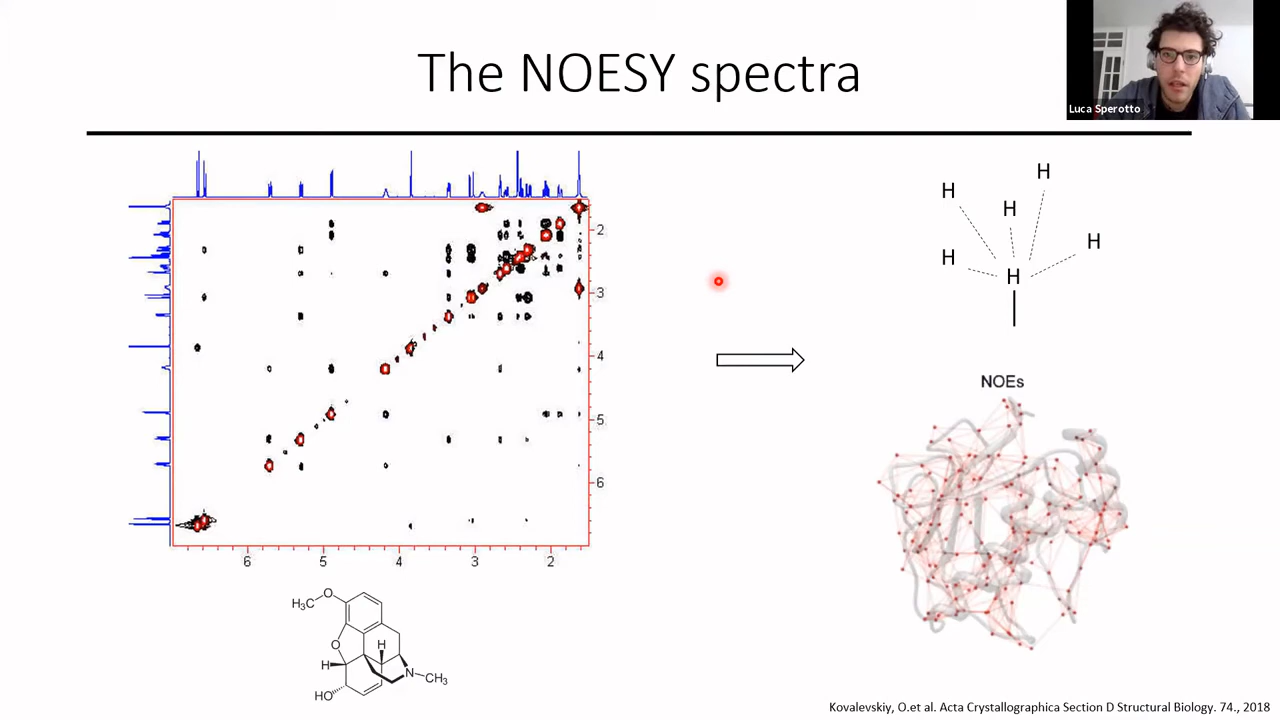 The NOESY spectra
Luca Sperotto
2
3
4
5
6
6 5 4 3 2
H
H
H
H
H
H
NOEs
H₃C O
O
H
H
N CH₃
HO
Kovalevskiy, O.et al. Acta Crystallographica Section D Structural Biology. 74., 2018